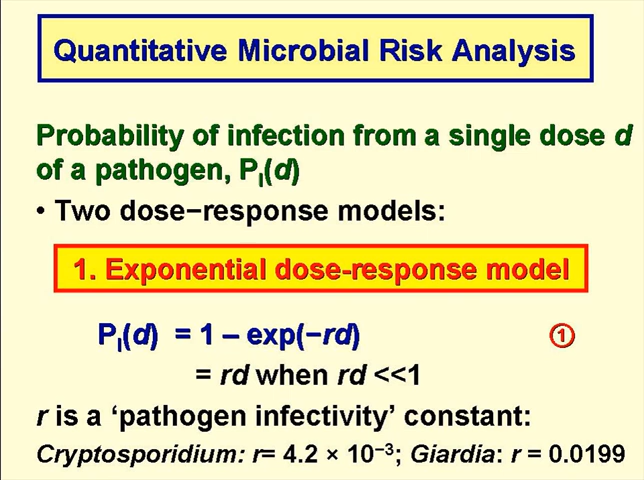 Quantitative Microbial Risk Analysis
Probability of infection from a single dose d
of a pathogen, P_I(d)
• Two dose−response models:
1. Exponential dose-response model
P_I(d) = 1 – exp(−rd) ①
= rd when rd <<1
r is a ‘pathogen infectivity’ constant:
Cryptosporidium: r= 4.2 × 10⁻³; Giardia: r = 0.0199